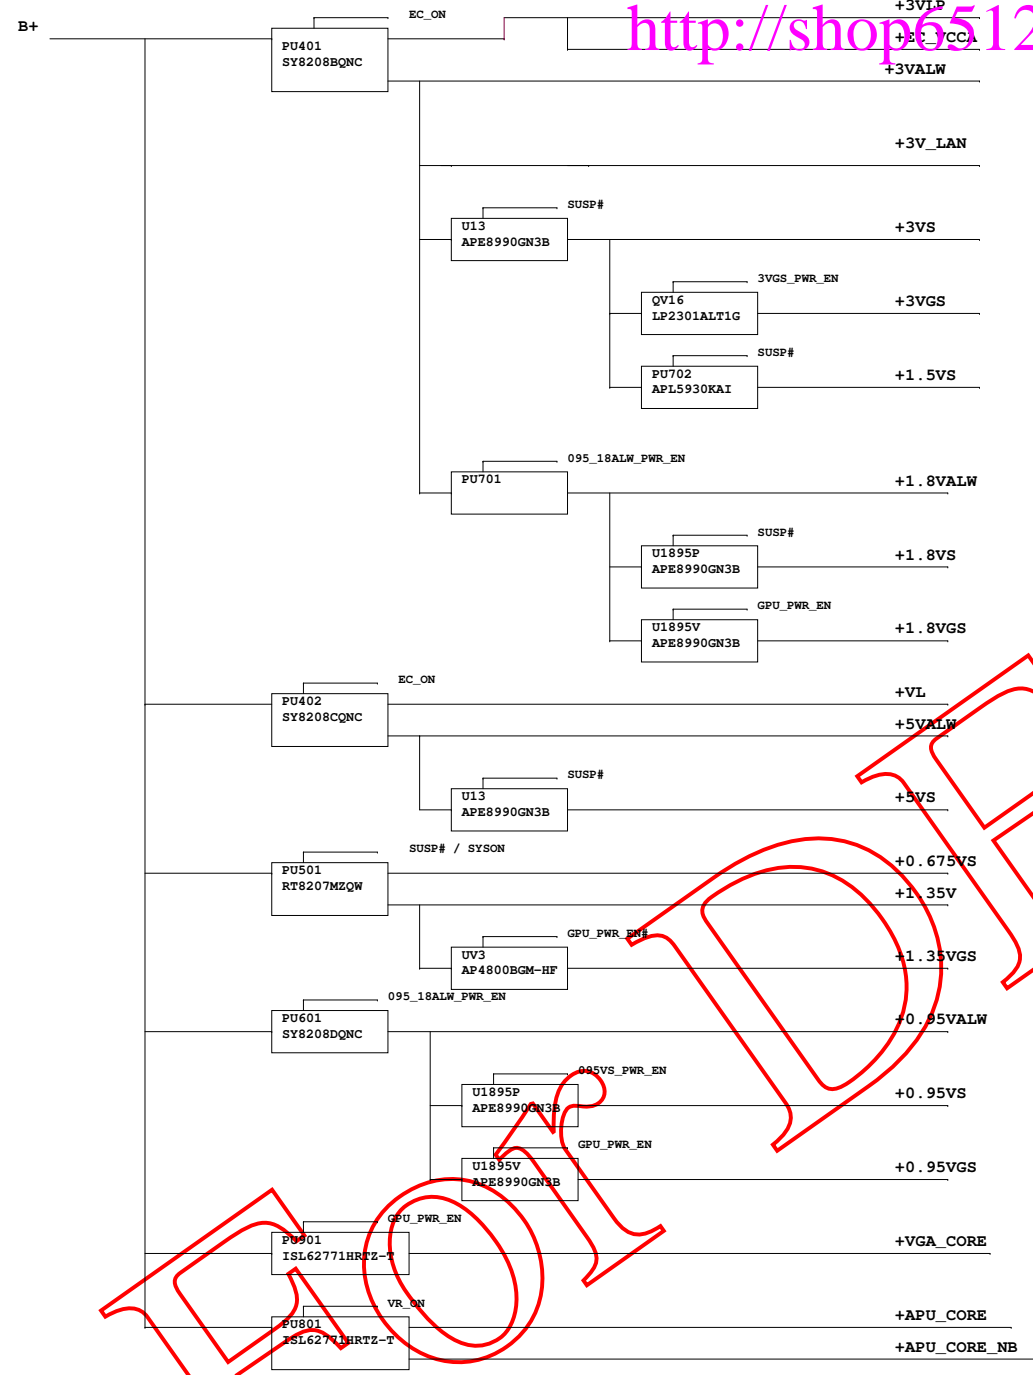 B+
EC_ON
+3VLP
http://shop6512
+EC_VCCA
PU401
SY8208BQNC
+3VALW
+3V_LAN
SUSP#
U13
APE8990GN3B
+3VS
3VGS_PWR_EN
QV16
LP2301ALT1G
+3VGS
SUSP#
PU702
APL5930KAI
+1.5VS
095_18ALW_PWR_EN
PU701
+1.8VALW
SUSP#
U1895P
APE8990GN3B
+1.8VS
GPU_PWR_EN
U1895V
APE8990GN3B
+1.8VGS
EC_ON
PU402
SY8208CQNC
+VL
+5VALW
SUSP#
U13
APE8990GN3B
+5VS
SUSP# / SYSON
PU501
RT8207MZQW
+0.675VS
+1.35V
GPU_PWR_EN#
UV3
AP4800BGM-HF
+1.35VGS
095_18ALW_PWR_EN
PU601
SY8208DQNC
+0.95VALW
095VS_PWR_EN
U1895P
APE8990GN3B
+0.95VS
GPU_PWR_EN
U1895V
APE8990GN3B
+0.95VGS
GPU_PWR_EN
PU901
ISL62771HRTZ-T
+VGA_CORE
VR_ON
PU801
ISL62771HRTZ-T
+APU_CORE
+APU_CORE_NB
For D